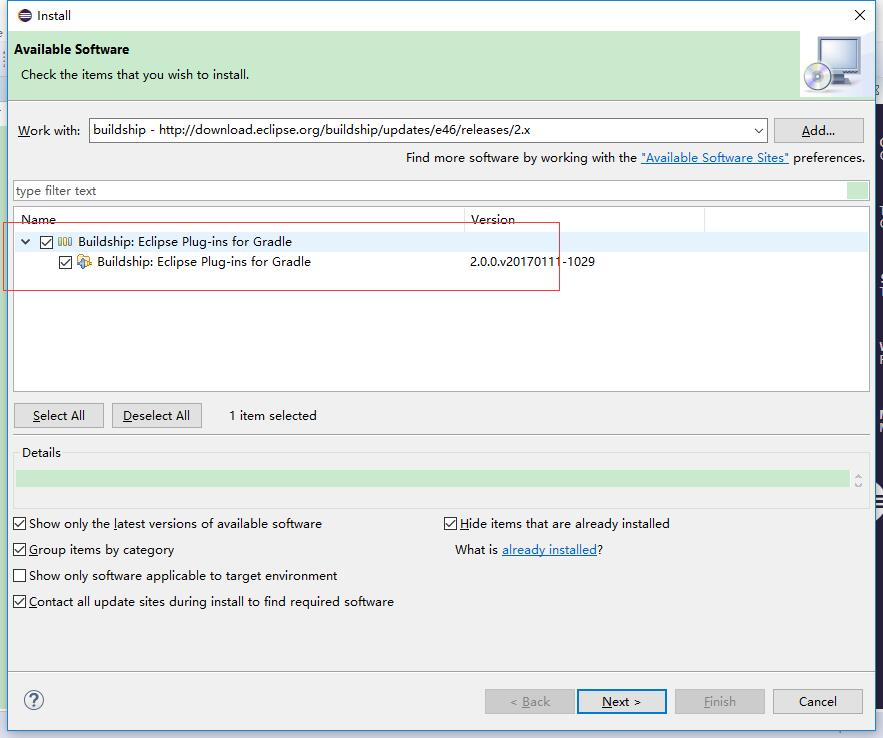 Install
Available Software
Check the items that you wish to install.
Work with: buildship - http://download.eclipse.org/buildship/updates/e46/releases/2.x Add...
Find more software by working with the "Available Software Sites" preferences.
type filter text
Name Version
Buildship: Eclipse Plug-ins for Gradle
Buildship: Eclipse Plug-ins for Gradle 2.0.0.v20170111-1029
Select All Deselect All 1 item selected
Details
Show only the latest versions of available software Hide items that are already installed
Group items by category What is already installed?
Show only software applicable to target environment
Contact all update sites during install to find required software
? < Back Next > Finish Cancel